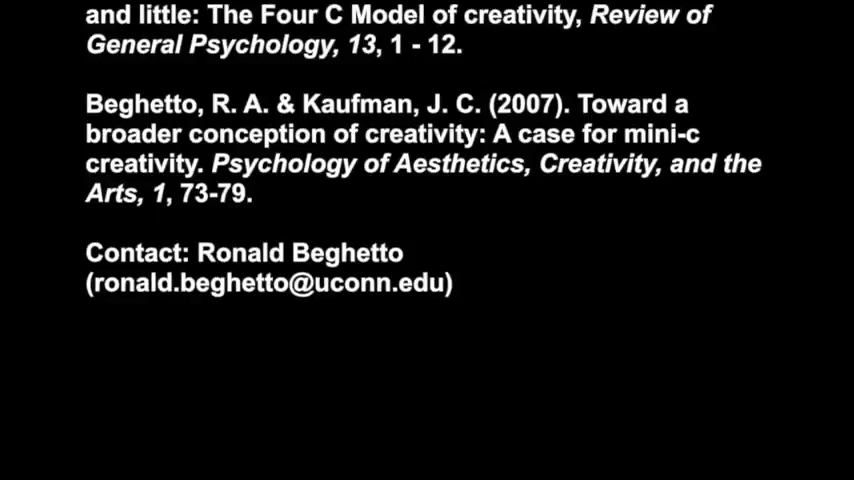 and little: The Four C Model of creativity, Review of
General Psychology, 13, 1 - 12.
Beghetto, R. A. & Kaufman, J. C. (2007). Toward a
broader conception of creativity: A case for mini-c
creativity. Psychology of Aesthetics, Creativity, and the
Arts, 1, 73-79.
Contact: Ronald Beghetto
(ronald.beghetto@uconn.edu)